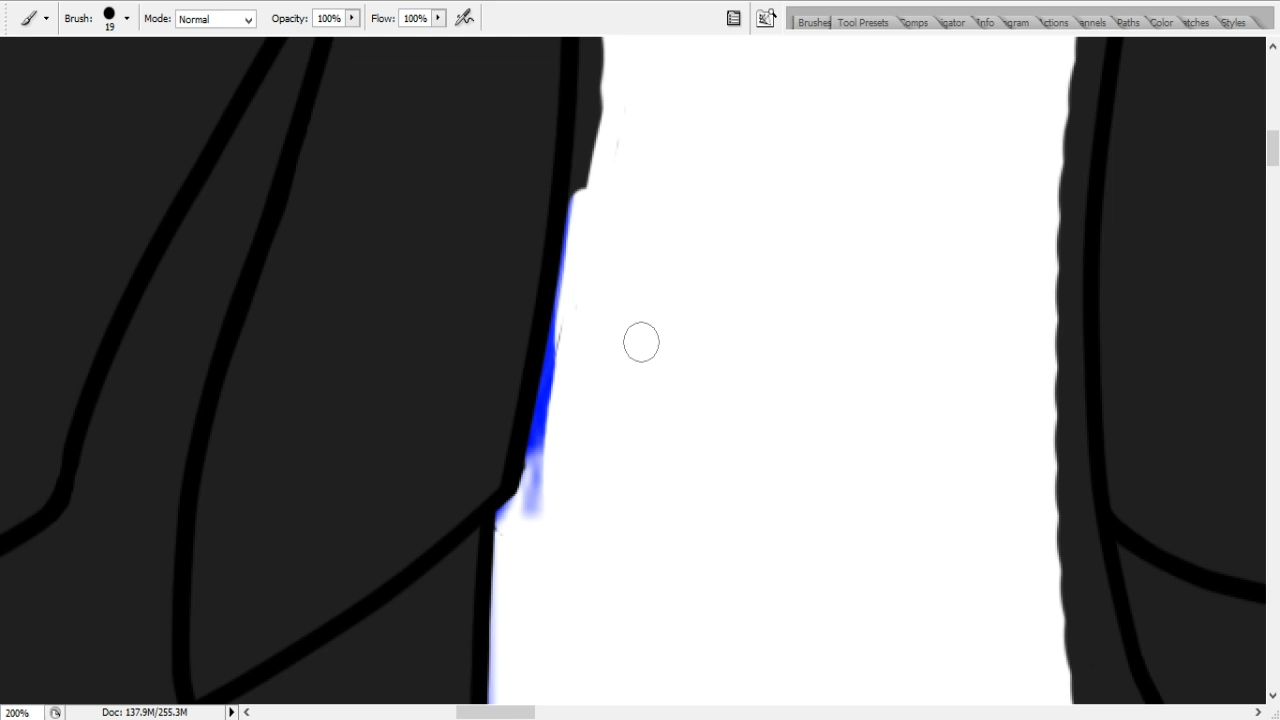 Brush: Mode: Normal Opacity: 100% Flow: 100% Brushes Tool Presets Comps igator Info gram Actions annels Paths Color atches Styles
19
200% Doc: 137.9M/255.3M